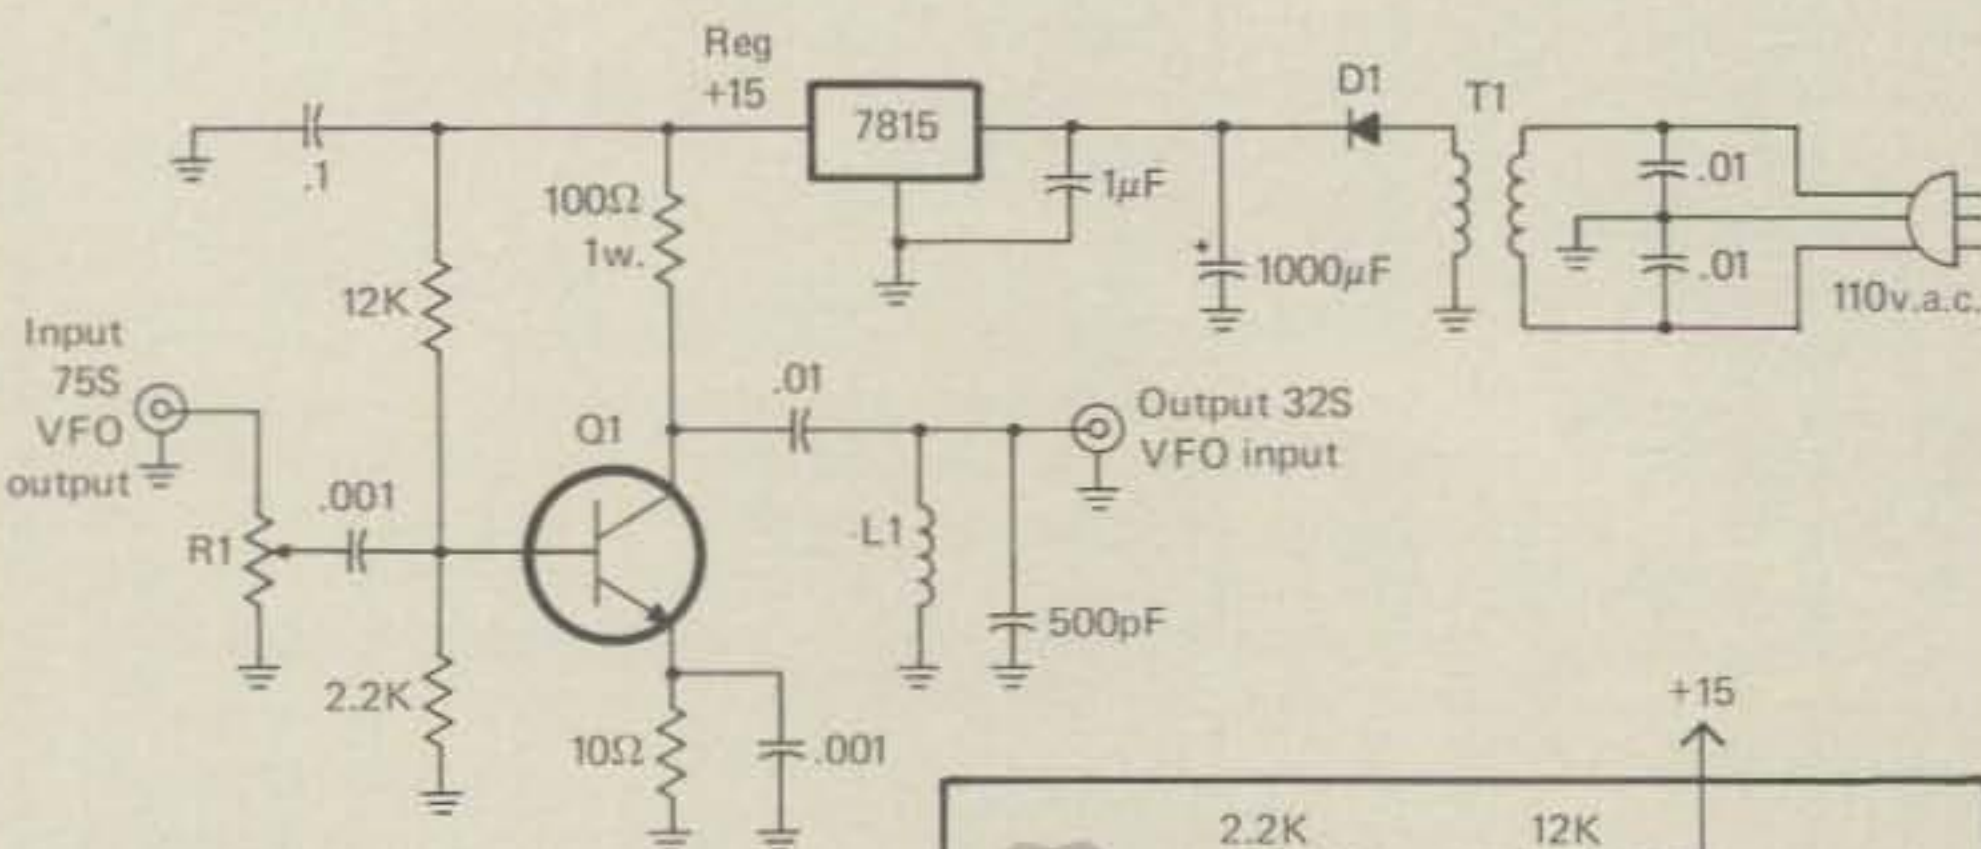 Reg
+15
7815
D1
T1
.1
100Ω
1w.
1µF
.01
.01
1000µF
110v.a.c.
12K
Input
75S
VFO
output
.01
Output 32S
VFO input
Q1
.001
R1
L1
500pF
2.2K
10Ω
.001
+15
2.2K
12K